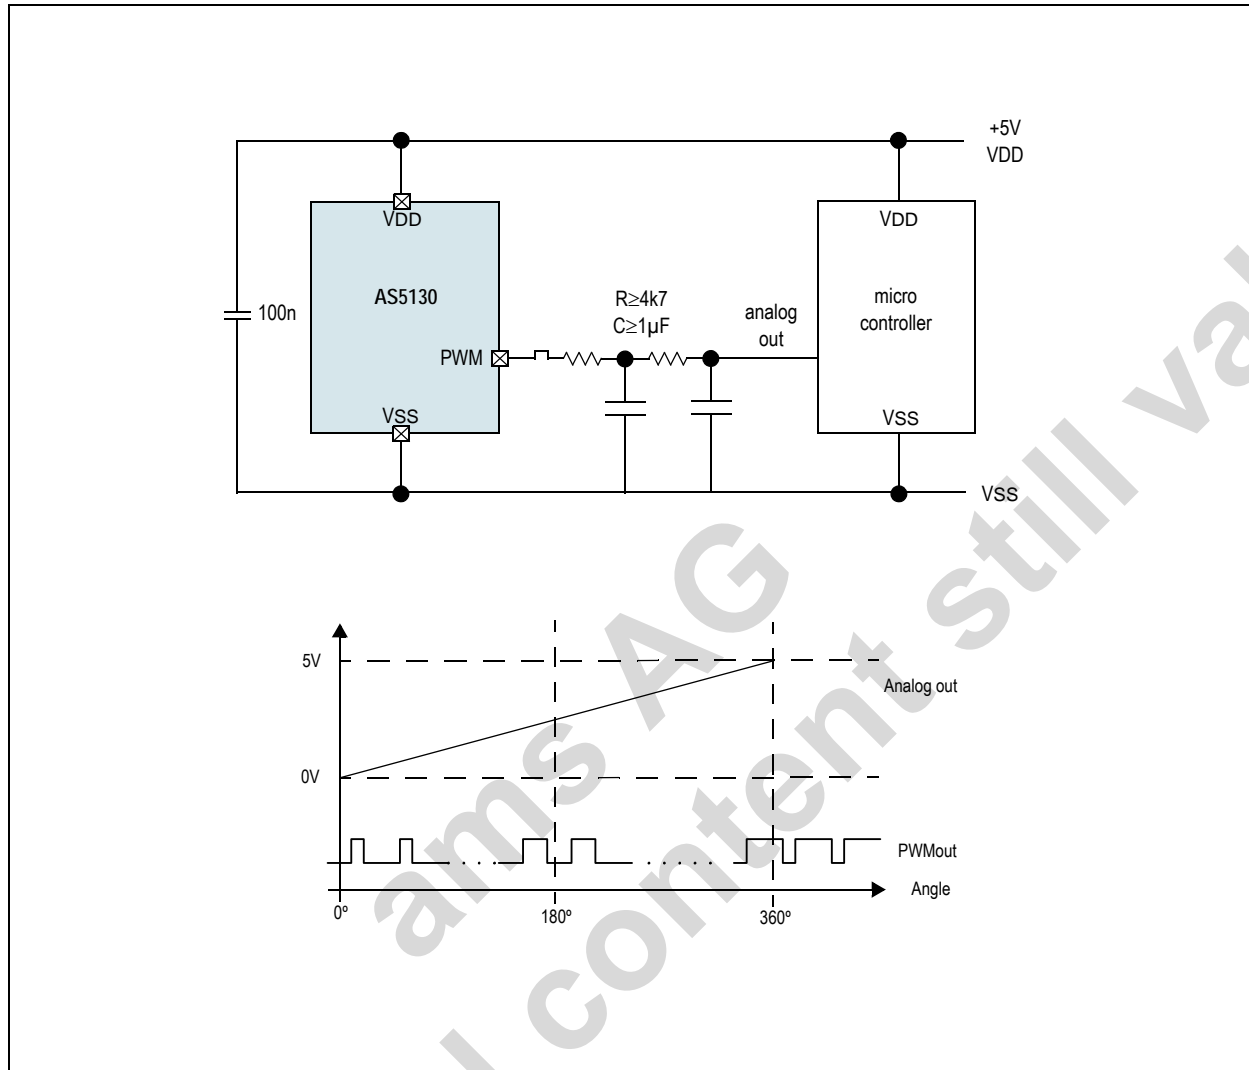 +5V
VDD
VDD
VDD
AS5130
100n
R≥4k7
C≥1µF
analog
out
micro
controller
PWM
VSS
VSS
VSS
5V
Analog out
0V
PWMout
Angle
0º
180º
360º
ams AG
content still va